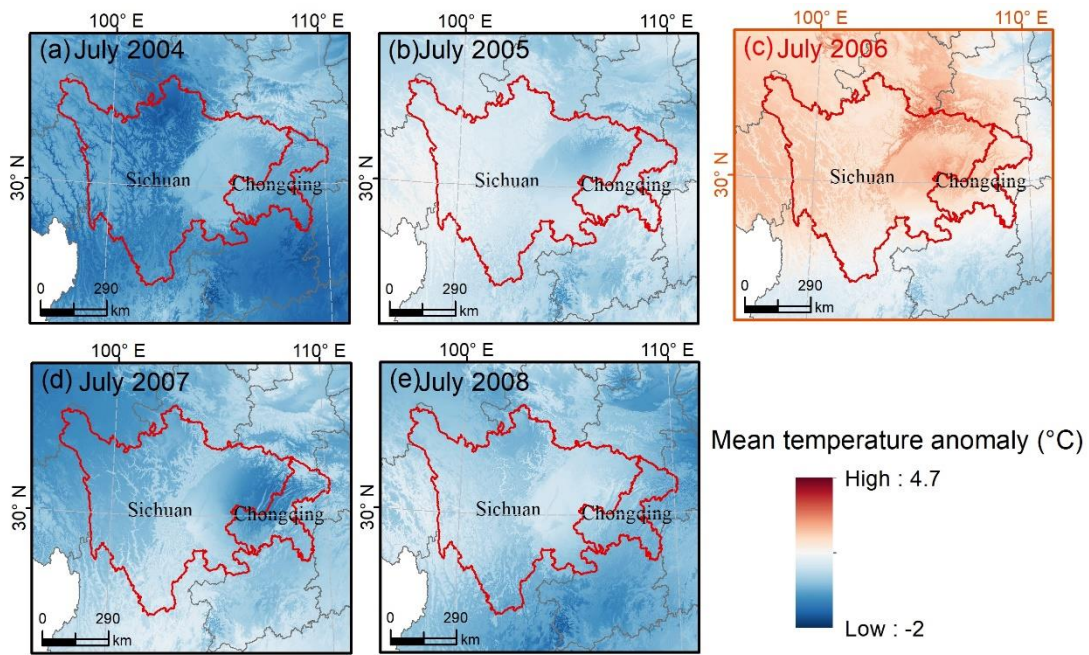 100° E 110° E 100° E 110° E 100° E 110° E
(a) July 2004 (b) July 2005 (c) July 2006
30° N 30° N 30° N
Sichuan Chongqing Sichuan Chongqing Sichuan Chongqing
0 290 0 290 0 290
km km km
100° E 110° E 100° E 110° E
(d) July 2007 (e) July 2008
Mean temperature anomaly (°C)
High : 4.7
30° N 30° N
Sichuan Chongqing Sichuan Chongqing
0 290 0 290
km km
Low : -2